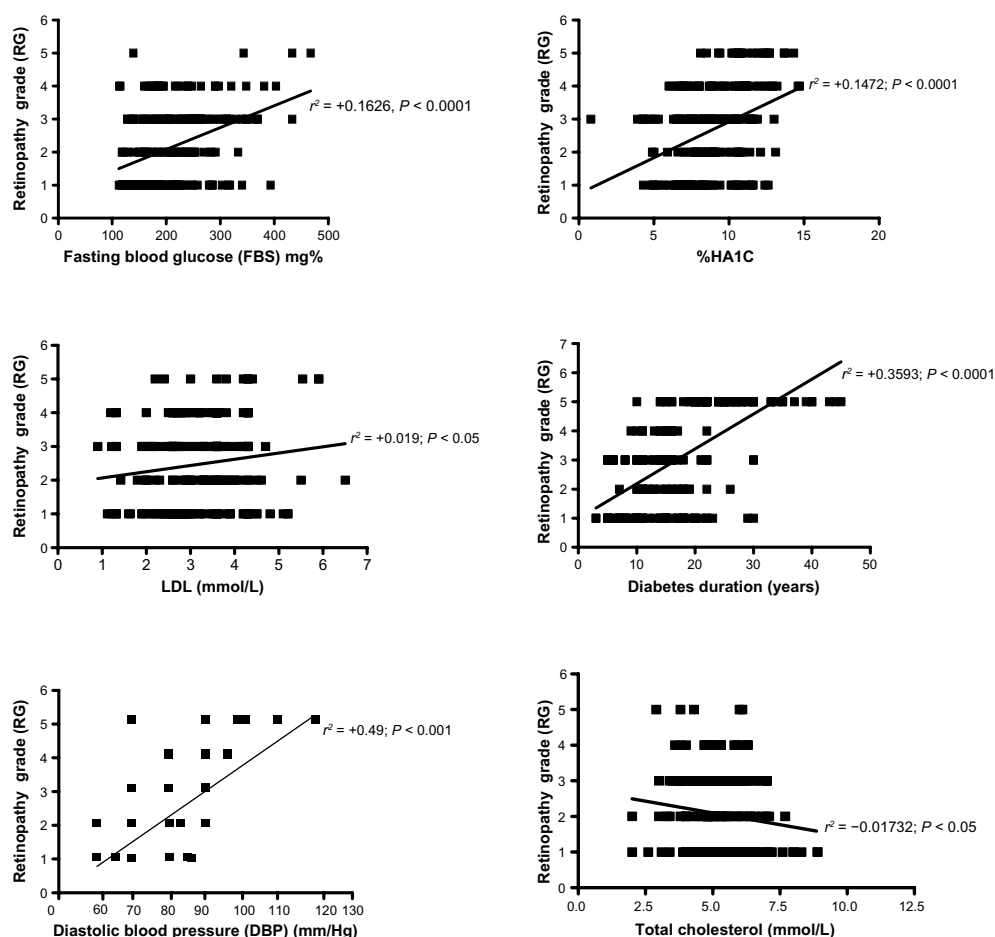 Retinopathy grade (RG)
6
5
4
3
2
1
0
0 100 200 300 400 500
Fasting blood glucose (FBS) mg%
r² = +0.1626, P < 0.0001
Retinopathy grade (RG)
6
5
4
3
2
1
0
5 10 15 20
%HA1C
r² = +0.1472; P < 0.0001
Retinopathy grade (RG)
6
5
4
3
2
1
0
0 1 2 3 4 5 6 7
LDL (mmol/L)
r² = +0.019; P < 0.05
Retinopathy grade (RG)
7
6
5
4
3
2
1
0
0 10 20 30 40 50
Diabetes duration (years)
r² = +0.3593; P < 0.0001
Retinopathy grade (RG)
6
5
4
3
2
1
0
0 60 70 80 90 100 110 120 130
Diastolic blood pressure (DBP) (mm/Hg)
r² = +0.49; P < 0.001
Retinopathy grade (RG)
6
5
4
3
2
1
0
0.0 2.5 5.0 7.5 10.0 12.5
Total cholesterol (mmol/L)
r² = −0.01732; P < 0.05